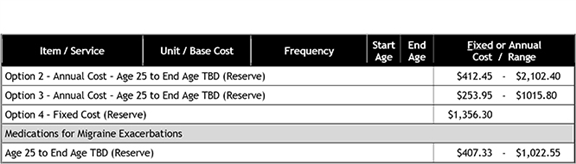 Item / Service Unit / Base Cost Frequency Start Age End Age Fixed or Annual Cost / Range
Option 2 - Annual Cost - Age 25 to End Age TBD (Reserve) $412.45 - $2,102.40
Option 3 - Annual Cost - Age 25 to End Age TBD (Reserve) $253.95 - $1015.80
Option 4 - Fixed Cost (Reserve) $1,356.30
Medications for Migraine Exacerbations
Age 25 to End Age TBD (Reserve) $407.33 - $1,022.55